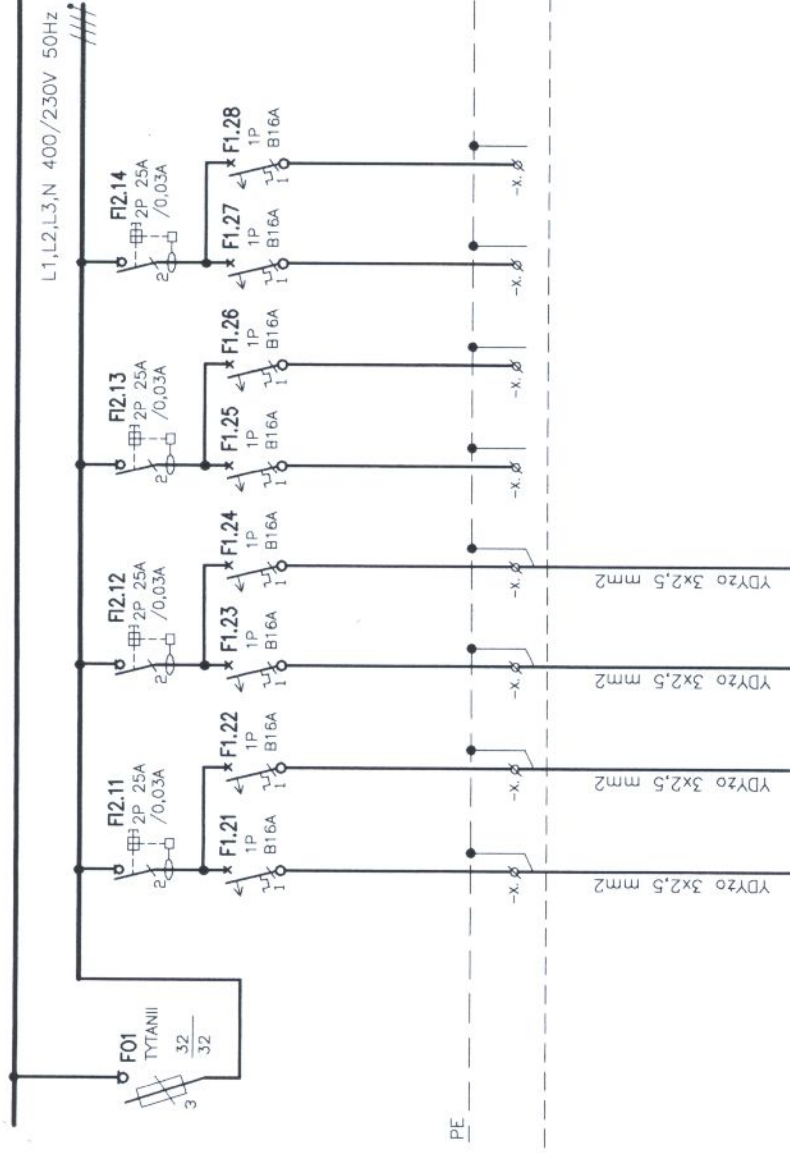 L1,L2,L3,N 400/230V 50Hz
F01
TYTANII
32
32
3
FI2.11
2P 25A
/0,03A
2
F1.21
1P
B16A
1
F1.22
1P
B16A
1
FI2.12
2P 25A
/0,03A
2
F1.23
1P
B16A
1
F1.24
1P
B16A
1
FI2.13
2P 25A
/0,03A
2
F1.25
1P
B16A
1
F1.26
1P
B16A
1
FI2.14
2P 25A
/0,03A
2
F1.27
1P
B16A
1
F1.28
1P
B16A
1
PE
-X.
-X.
-X.
-X.
-X.
-X.
-X.
-X.
YDYżo 3x2,5 mm2
YDYżo 3x2,5 mm2
YDYżo 3x2,5 mm2
YDYżo 3x2,5 mm2